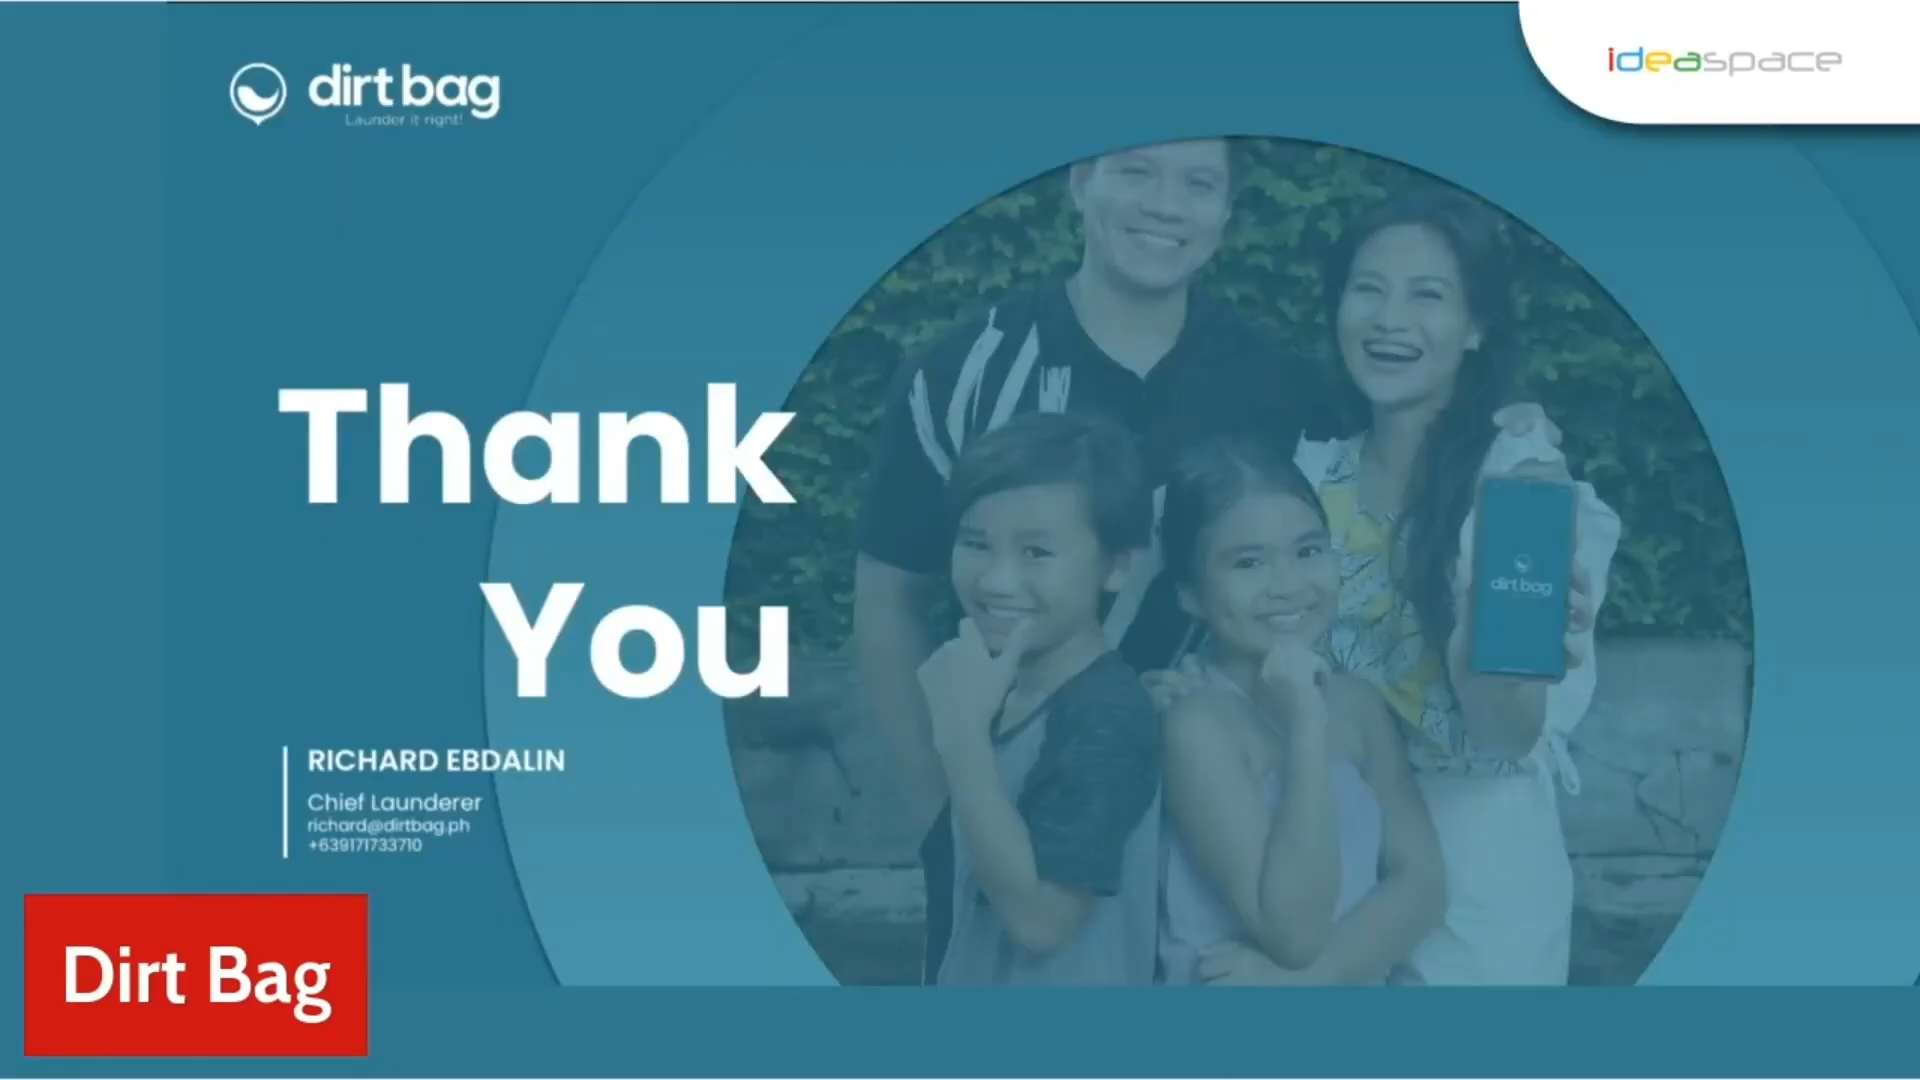 dirt bag
Launder it right!
ideaspace
Thank
You
dirt bag
RICHARD EBDALIN
Chief Launderer
richard@dirtbag.ph
+639171733710
Dirt Bag